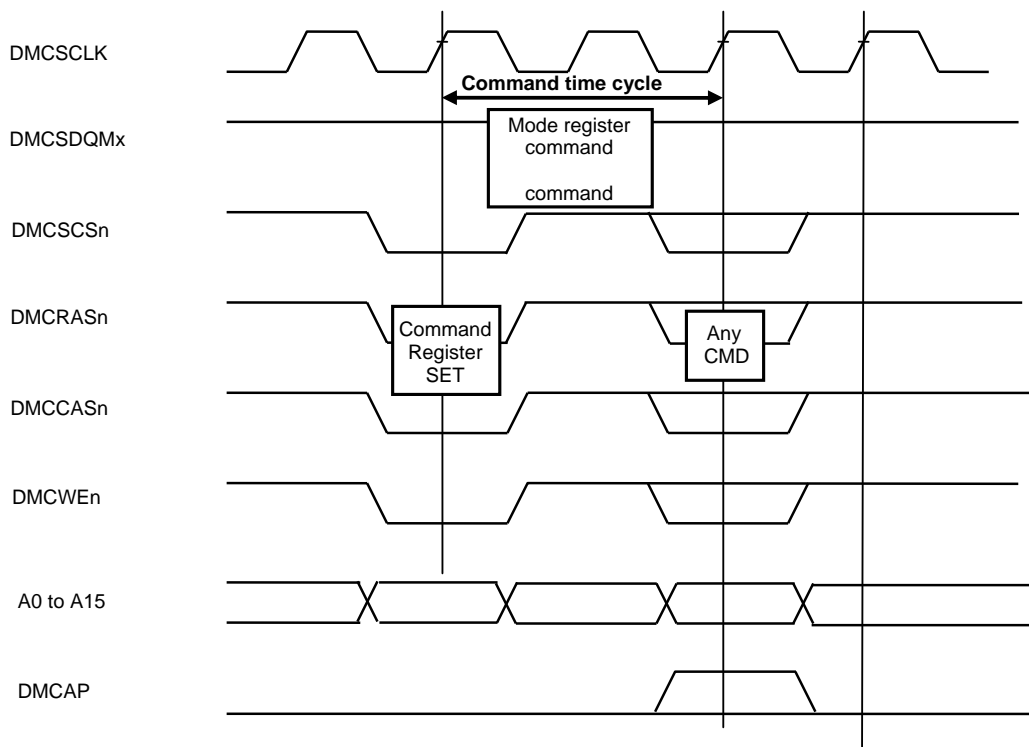 DMCSCLK
Command time cycle
DMCSDQMx
Mode register
command
command
DMCSCSn
DMCRASn
Command
Register
SET
Any
CMD
DMCCASn
DMCWEn
A0 to A15
DMCAP